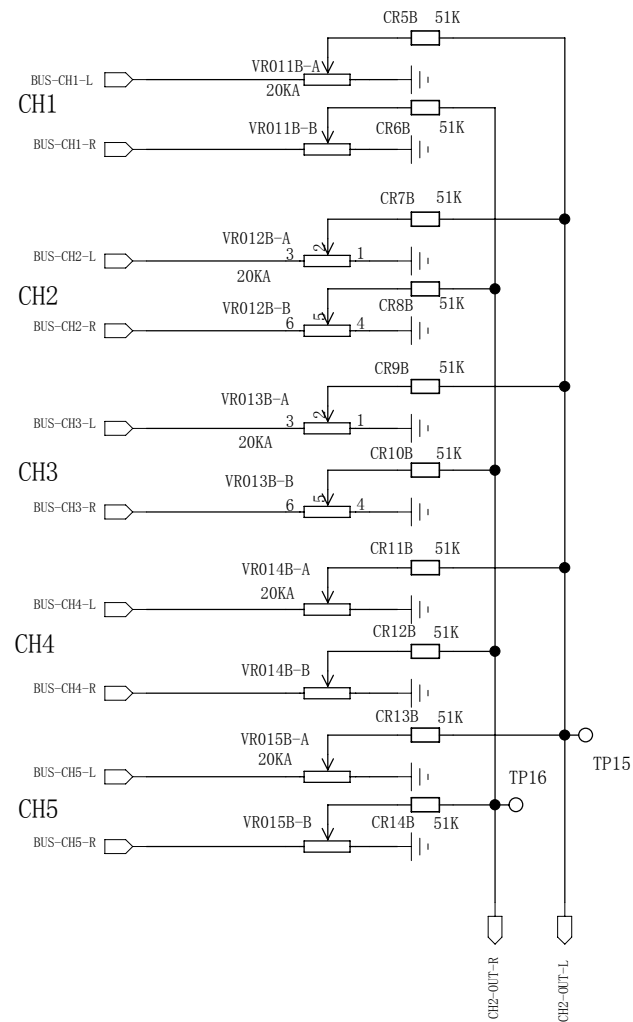 CR5B 51K
VR011B-A
BUS-CH1-L
20KA
CH1
VR011B-B
CR6B 51K
BUS-CH1-R
CR7B 51K
VR012B-A
2
BUS-CH2-L
3 1
20KA
CH2
VR012B-B
CR8B 51K
5
BUS-CH2-R
6 4
CR9B 51K
VR013B-A
2
BUS-CH3-L
3 1
20KA
CR10B 51K
CH3
VR013B-B
5
BUS-CH3-R
6 4
CR11B 51K
VR014B-A
20KA
BUS-CH4-L
CH4
CR12B 51K
VR014B-B
BUS-CH4-R
CR13B 51K
VR015B-A
20KA
BUS-CH5-L
TP15
TP16
CH5
VR015B-B
CR14B 51K
BUS-CH5-R
CH2-OUT-R
CH2-OUT-L